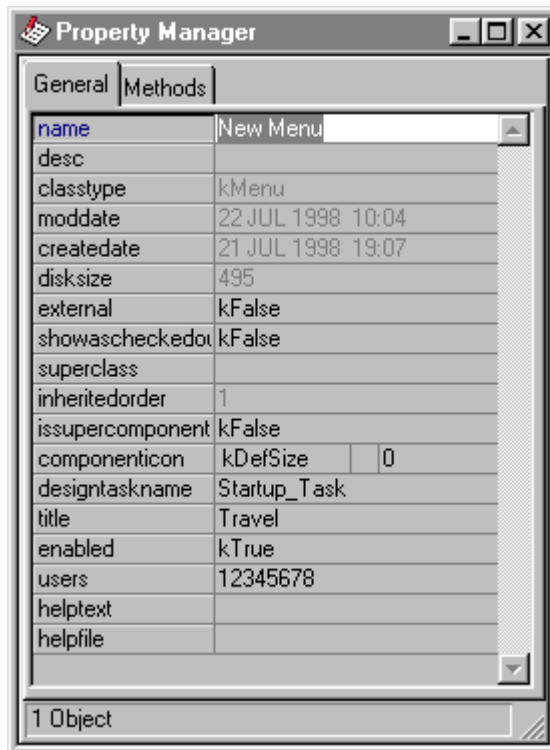 Property Manager
General Methods
name New Menu
desc
classtype kMenu
moddate 22 JUL 1998 10:04
createdate 21 JUL 1998 19:07
disksize 495
external kFalse
showascheckedou kFalse
superclass
inheritedorder 1
issupercomponent kFalse
componenticon kDefSize 0
designtaskname Startup_Task
title Travel
enabled kTrue
users 12345678
helptext
helpfile
1 Object